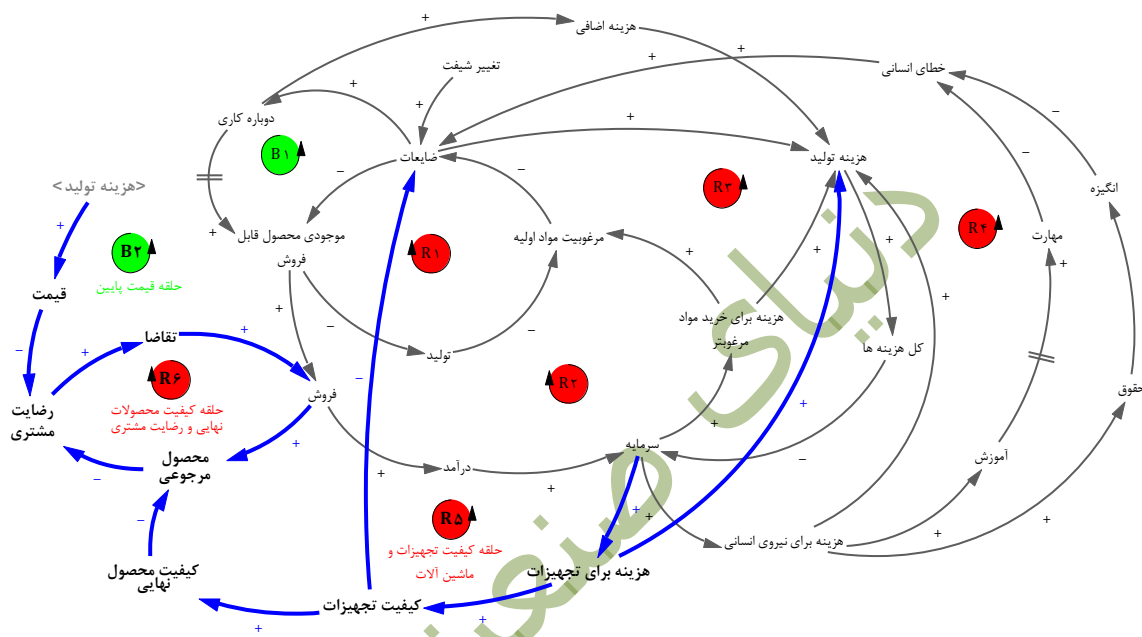 هزینه اضافی
تغییر شیفت
خطای انسانی
دوباره کاری
B۱
ضایعات
هزینه تولید
<هزینه تولید>
R۳
انگیزه
B۲
حلقه قیمت پایین
موجودی محصول قابل
فروش
R۱
مرغوبیت مواد اولیه
R۴
مهارت
قیمت
هزینه برای خرید مواد
مرغوبتر
تقاضا
تولید
کل هزینه ها
R۶
حلقه کیفیت محصولات
نهایی و رضایت مشتری
R۲
فروش
حقوق
رضایت
مشتری
سرمایه
محصول
مرجوعی
درآمد
آموزش
R۵
حلقه کیفیت تجهیزات و
ماشین آلات
هزینه برای نیروی انسانی
کیفیت محصول
نهایی
هزینه برای تجهیزات
کیفیت تجهیزات
دنیای